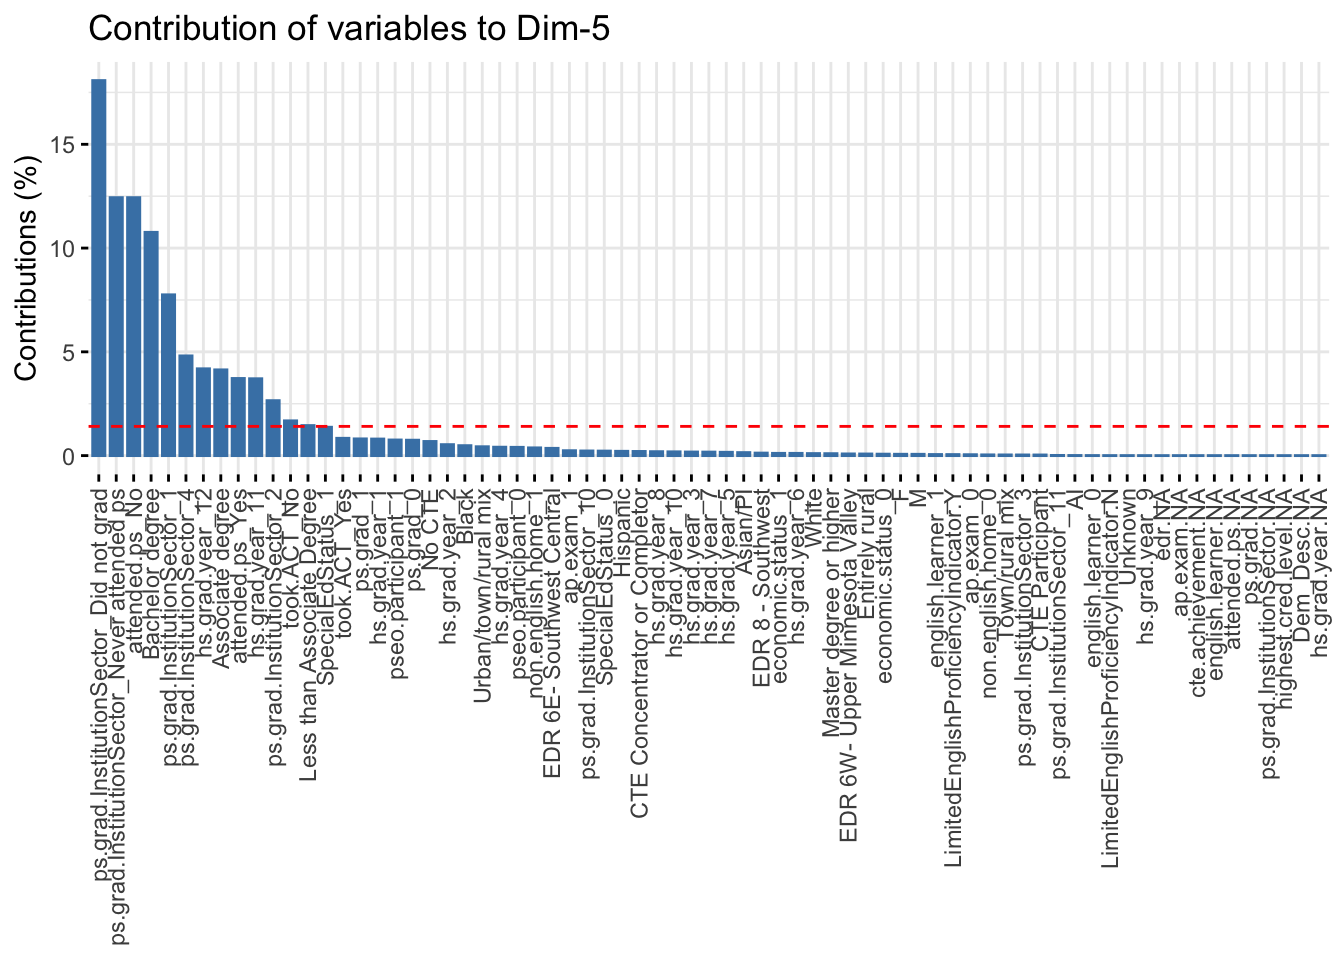 Contribution of variables to Dim-5
Contributions (%)
15
10
5
0
ps.grad.InstitutionSector_Did not grad
ps.grad.InstitutionSector_Never attended ps
attended.ps_No
Bachelor degree
ps.grad.InstitutionSector_1
ps.grad.InstitutionSector_4
hs.grad.year_12
Associate degree
attended.ps_Yes
hs.grad.year_11
ps.grad.InstitutionSector_2
took.ACT_No
Less than Associate Degree
SpecialEdStatus_1
took.ACT_Yes
ps.grad_1
hs.grad.year_1
pseo.participant_1
ps.grad_0
No CTE
hs.grad.year_2
Black
Urban/town/rural mix
hs.grad.year_4
pseo.participant_0
non.english.home_1
EDR 6E- Southwest Central
ap.exam_1
ps.grad.InstitutionSector_10
SpecialEdStatus_0
Hispanic
CTE Concentrator or Completor
hs.grad.year_8
hs.grad.year_10
hs.grad.year_3
hs.grad.year_7
hs.grad.year_5
Asian/PI
EDR 8 - Southwest
economic.status_1
hs.grad.year_6
White
Master degree or higher
EDR 6W- Upper Minnesota Valley
Entirely rural
economic.status_0
F
M
english.learner_1
LimitedEnglishProficiencyIndicator.Y
ap.exam_0
non.english.home_0
Town/rural mix
ps.grad.InstitutionSector_3
CTE Participant
ps.grad.InstitutionSector_11
AI
english.learner_0
LimitedEnglishProficiencyIndicator.N
Unknown
hs.grad.year_9
edr.NA
ap.exam.NA
cte.achievement.NA
english.learner.NA
attended.ps.NA
ps.grad.NA
ps.grad.InstitutionSector.NA
highest.cred.level.NA
Dem_Desc.NA
hs.grad.year.NA